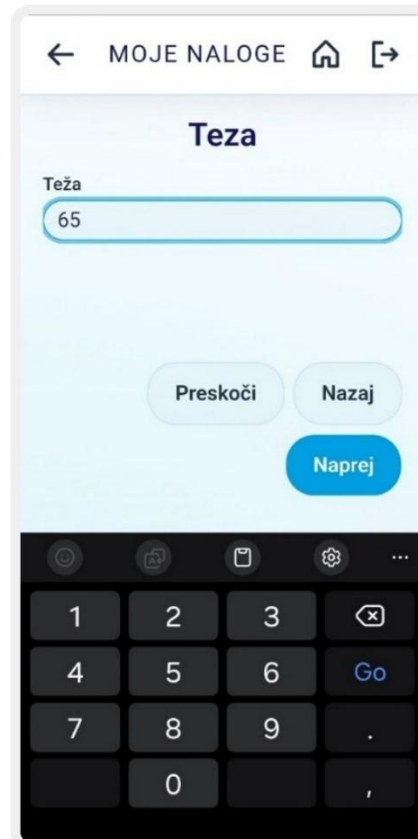 MOJE NALOGE
Teza
Teža
65
Preskoči Nazaj
Naprej
1 2 3
4 5 6 Go
7 8 9 .
0 ,